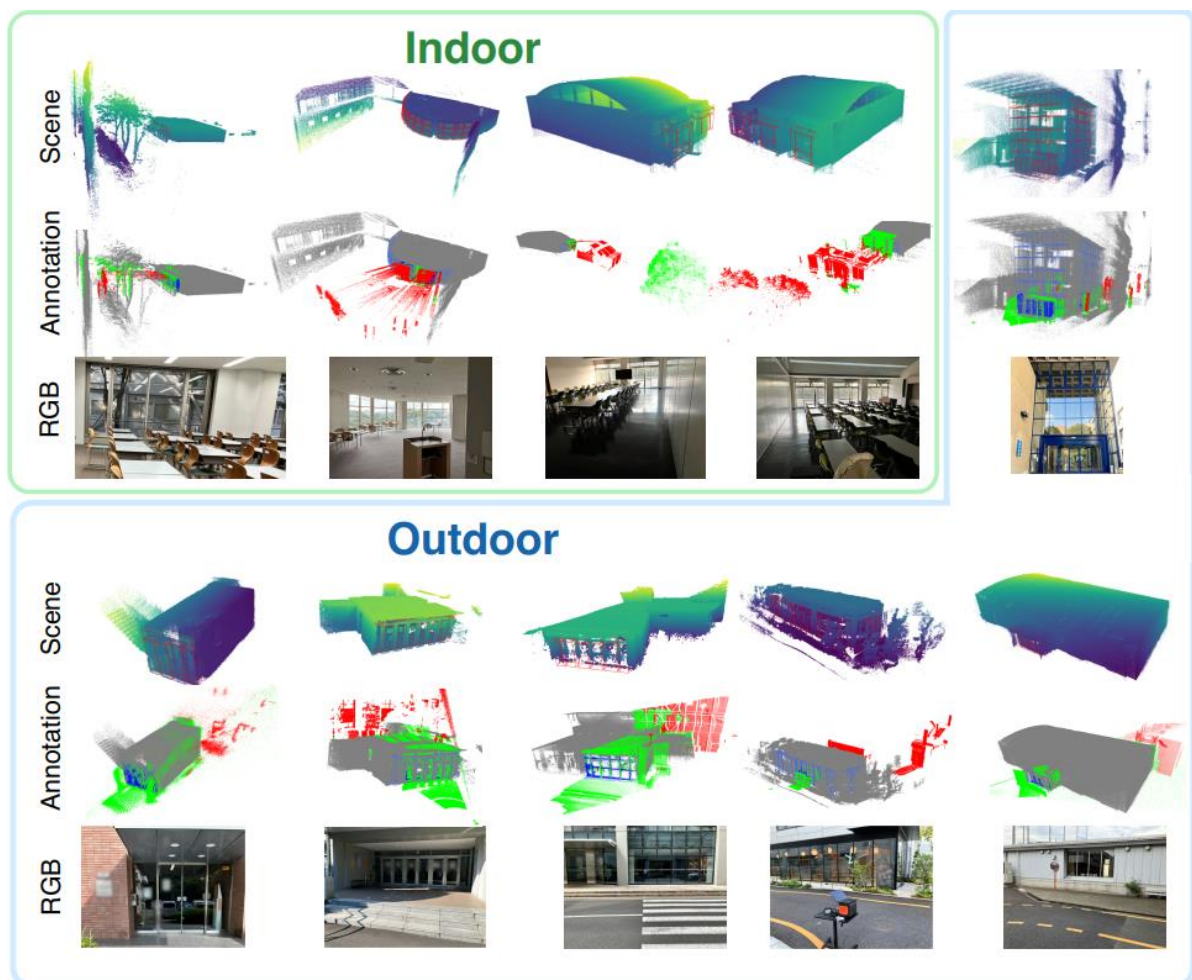 Indoor
Scene
Annotation
RGB
Outdoor
Scene
Annotation
RGB